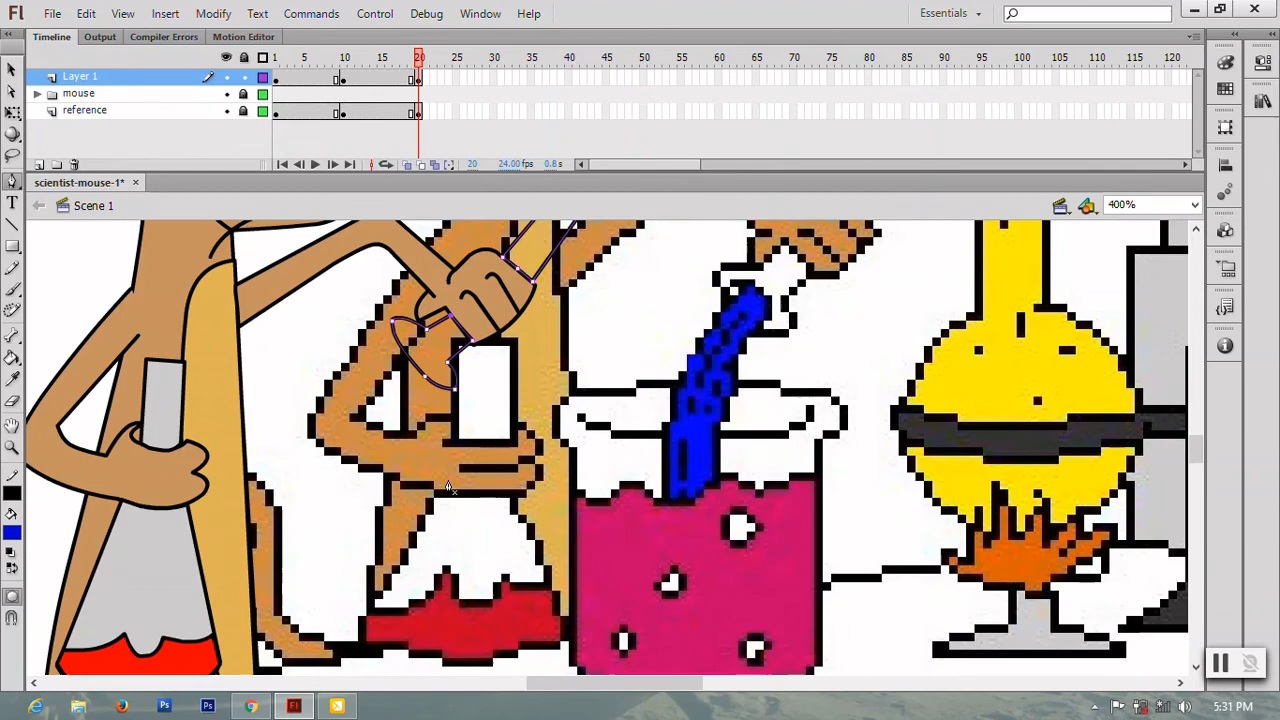 Fl File Edit View Insert Modify Text Commands Control Debug Window Help Essentials
Timeline Output Compiler Errors Motion Editor
1 5 10 15 20 25 30 35 40 45 50 55 60 65 70 75 80 85 90 95 100 105 110 115 120
Layer 1
mouse
reference
20 24.00 fps 0.8 s
scientist-mouse-1*
Scene 1 400%
Ps Ps Fl 5:31 PM